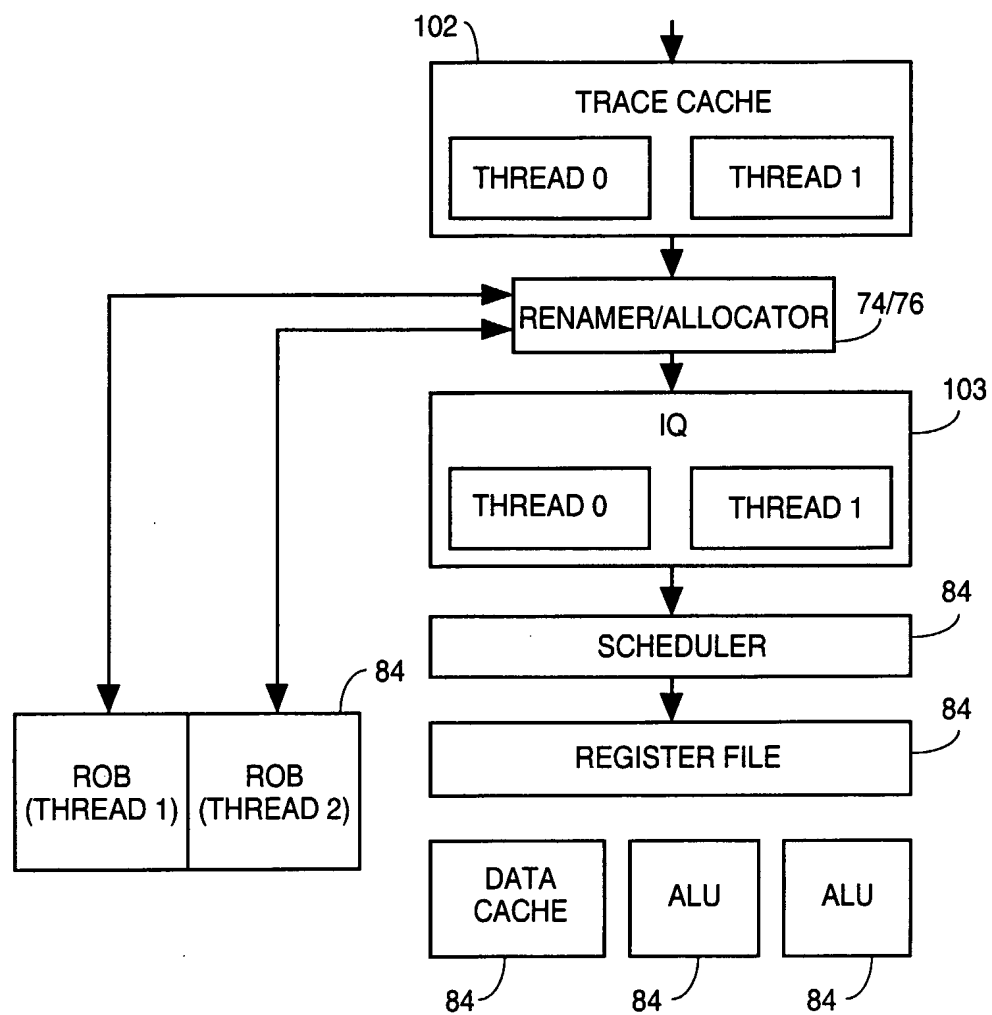 102
TRACE CACHE
THREAD 0
THREAD 1
RENAMER/ALLOCATOR
74/76
103
IQ
THREAD 0
THREAD 1
84
SCHEDULER
84
84
REGISTER FILE
ROB
(THREAD 1)
ROB
(THREAD 2)
DATA
CACHE
ALU
ALU
84
84
84